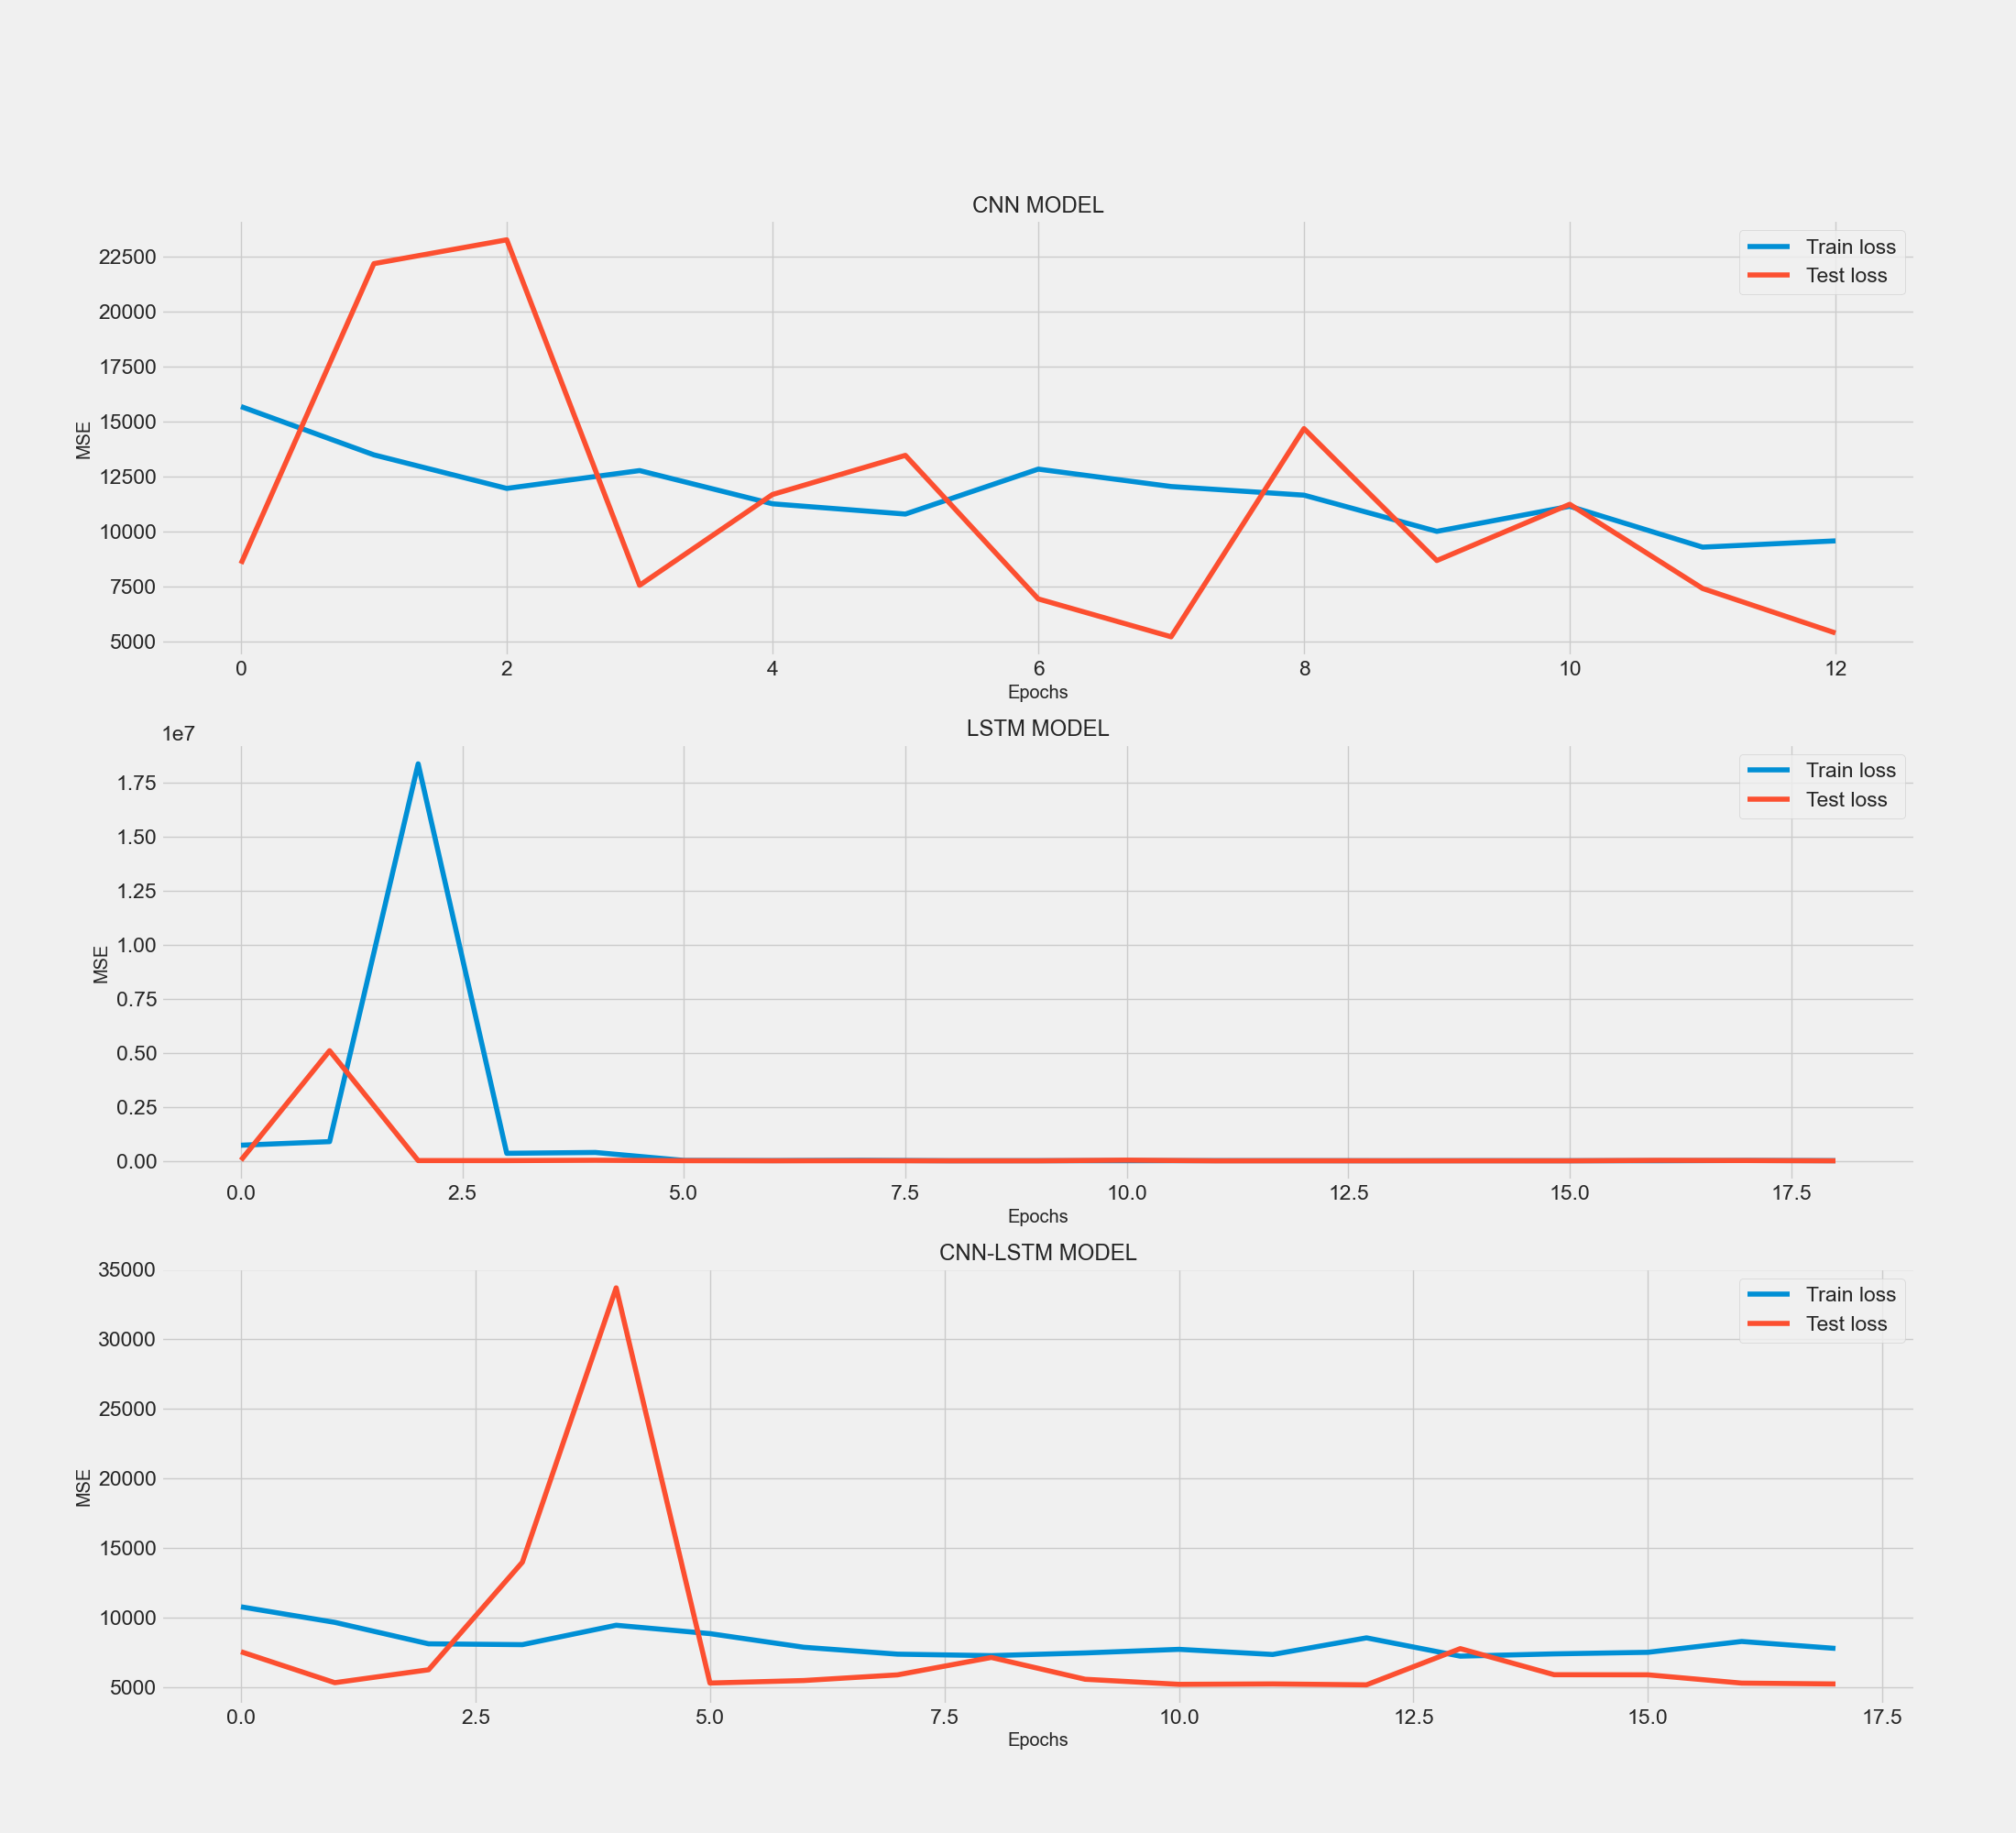 CNN MODEL
Train loss
Test loss
22500
20000
17500
15000
12500
10000
7500
5000
MSE
0 2 4 6 8 10 12
Epochs
LSTM MODEL
1e7
Train loss
Test loss
1.75
1.50
1.25
1.00
0.75
0.50
0.25
0.00
MSE
0.0 2.5 5.0 7.5 10.0 12.5 15.0 17.5
Epochs
CNN-LSTM MODEL
Train loss
Test loss
35000
30000
25000
20000
15000
10000
5000
MSE
0.0 2.5 5.0 7.5 10.0 12.5 15.0 17.5
Epochs